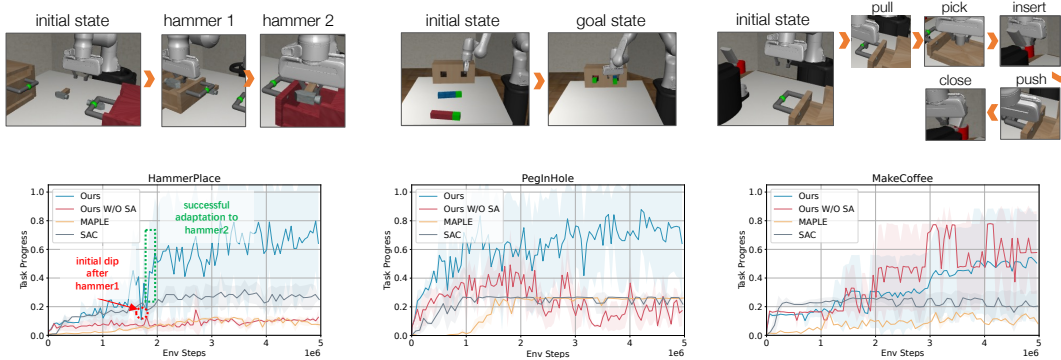 initial state
hammer 1
hammer 2
initial state
goal state
initial state
pull
pick
insert
close
push
HammerPlace
Task Progress
1.0
0.8
0.6
0.4
0.2
0.0
Ours
Ours W/O SA
MAPLE
SAC
successful
adaptation to
hammer2
initial dip
after
hammer1
0 1 2 3 4 5
Env Steps
1e6
PegInHole
Task Progress
1.0
0.8
0.6
0.4
0.2
0.0
Ours
Ours W/O SA
MAPLE
SAC
0 1 2 3 4 5
Env Steps
1e6
MakeCoffee
Task Progress
1.0
0.8
0.6
0.4
0.2
0.0
Ours
Ours W/O SA
MAPLE
SAC
0 1 2 3 4 5
Env Steps
1e6